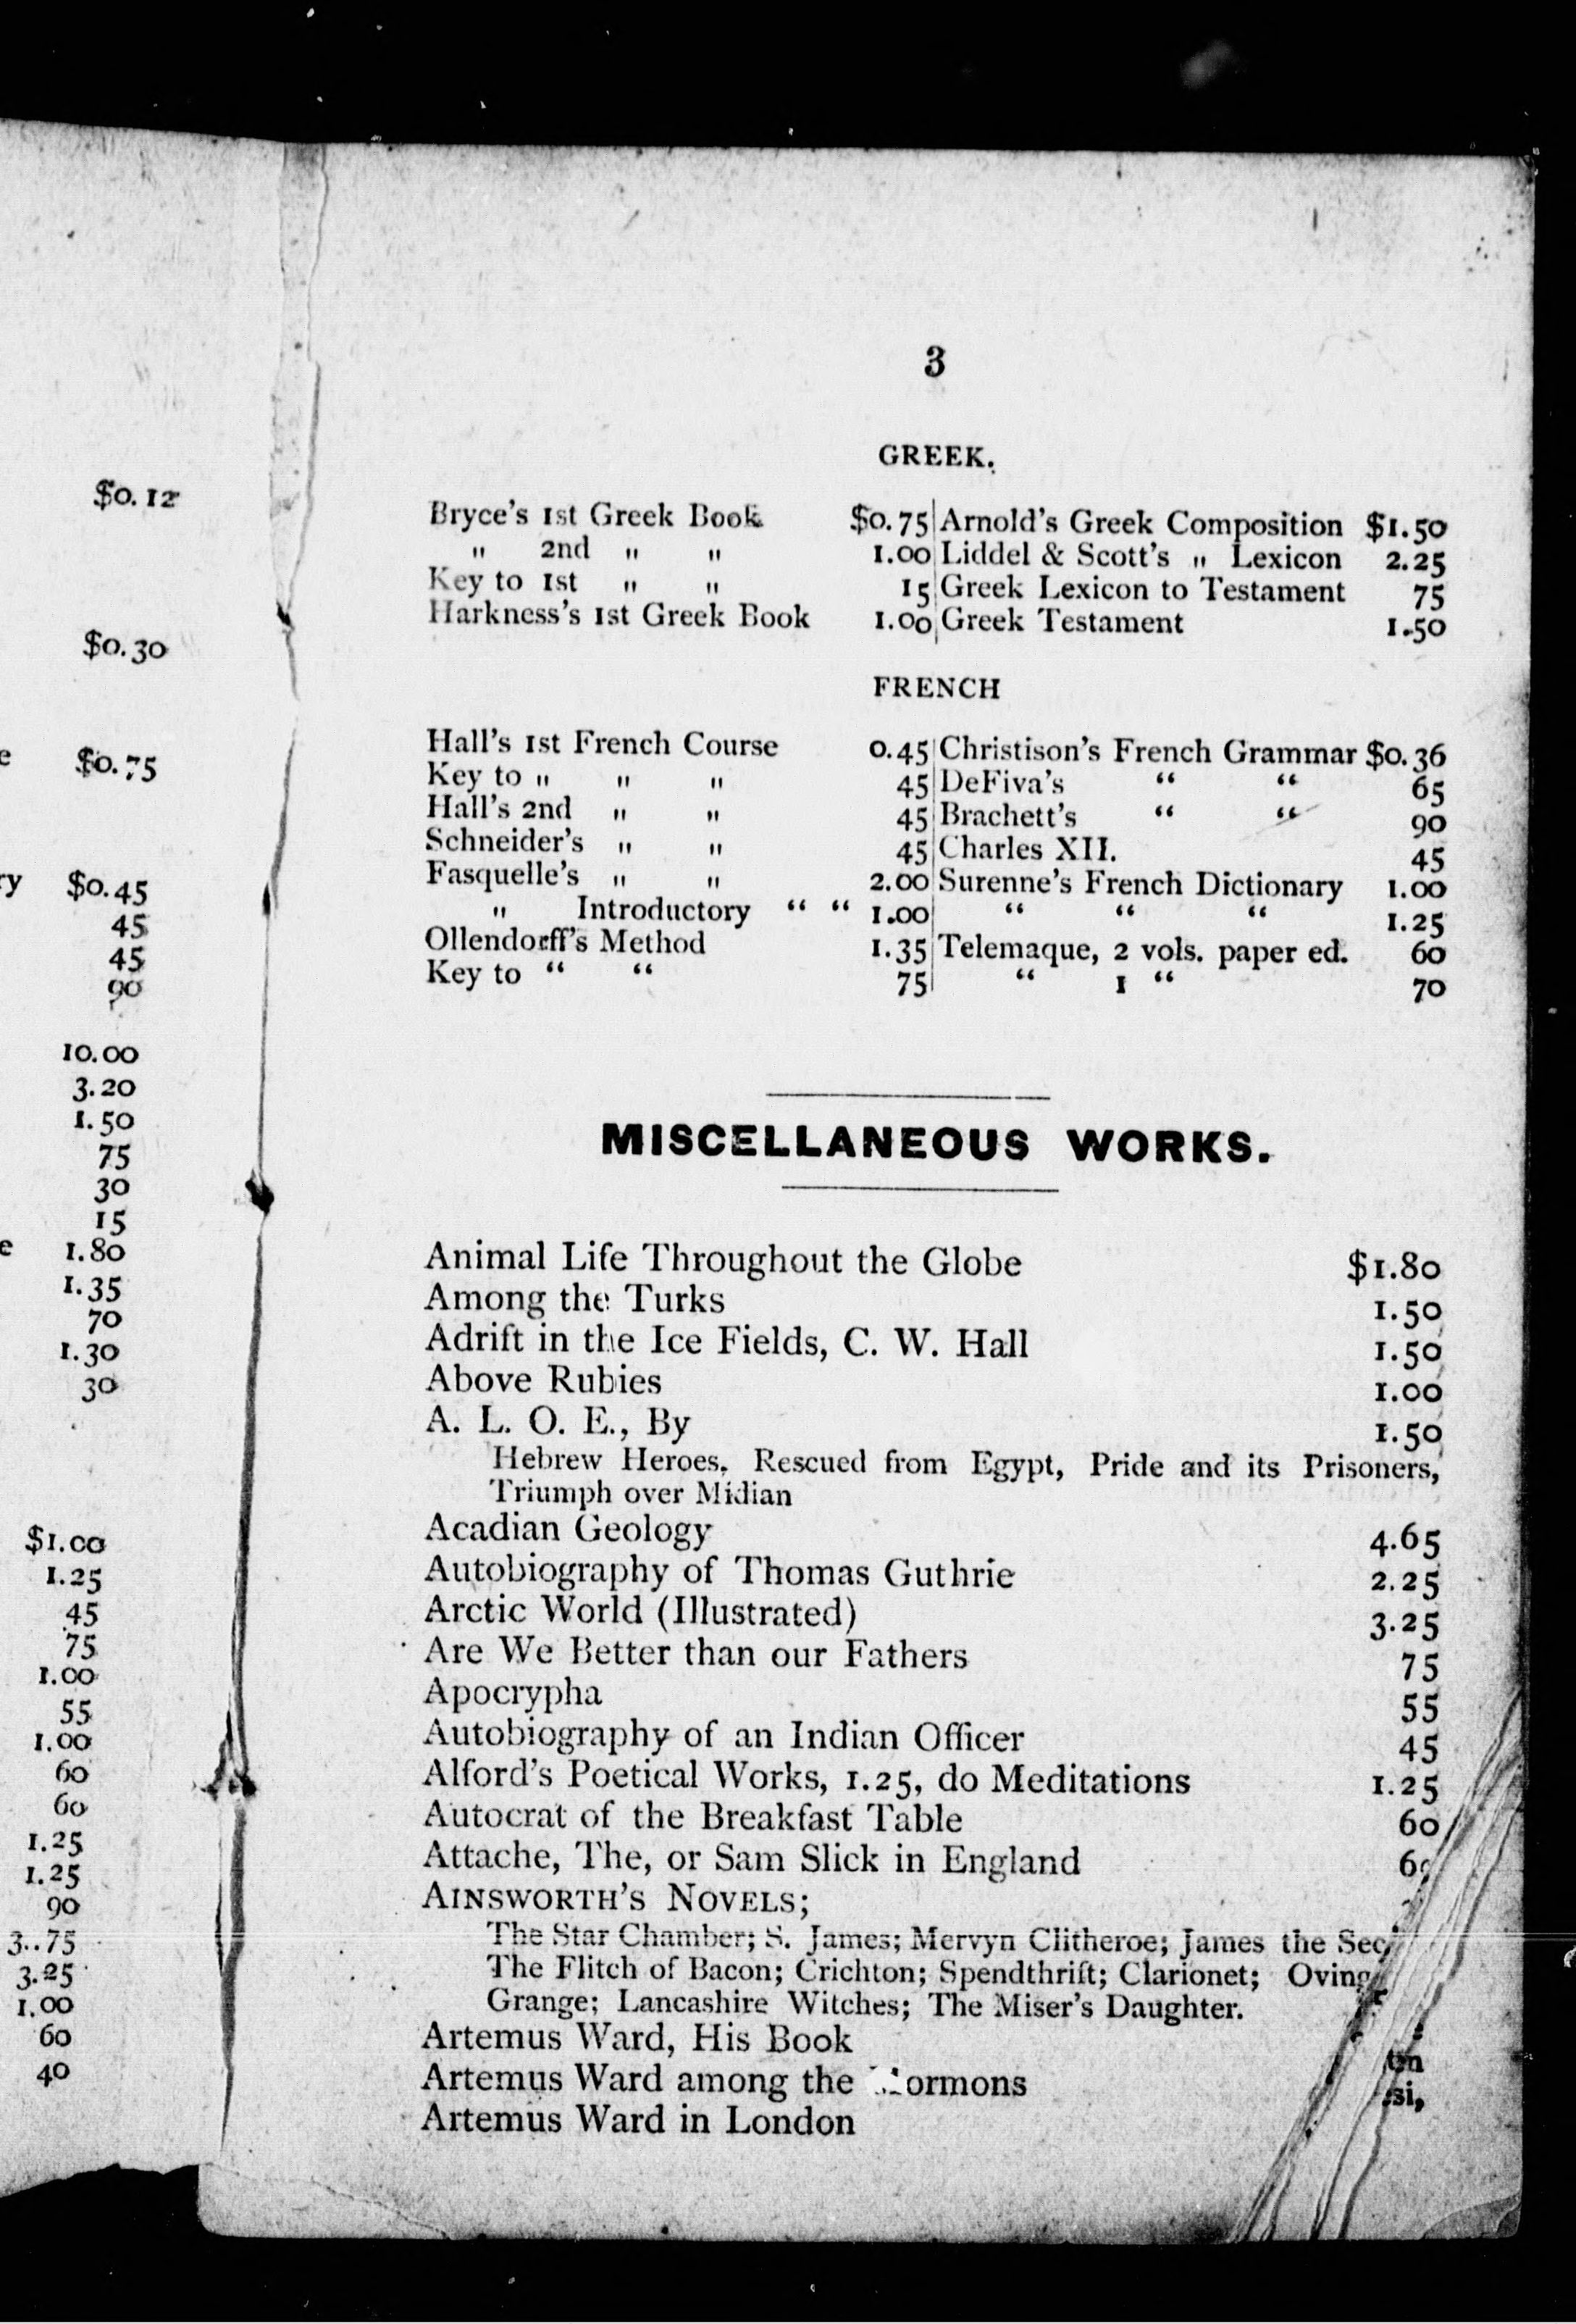 $0.12
$0.30
e $0.75
ry $0.45
45
45
90
10.00
3.20
1.50
75
30
15
e 1.80
1.35
70
1.30
30
$1.00
1.25
45
75
1.00
55
1.00
60
60
1.25
1.25
90
3..75
3.25
1.00
60
40
3
GREEK.
Bryce's 1st Greek Book $0.75
" 2nd " " 1.00
Key to 1st " " 15
Harkness's 1st Greek Book 1.00
Arnold's Greek Composition $1.50
Liddel & Scott's " Lexicon 2.25
Greek Lexicon to Testament 75
Greek Testament 1.50
FRENCH
Hall's 1st French Course 0.45
Key to " " " 45
Hall's 2nd " " 45
Schneider's " " 45
Fasquelle's " " 2.00
" Introductory “ “ 1.00
Ollendorff's Method 1.35
Key to “ “ 75
Christison's French Grammar $0.36
DeFiva's “ “ 65
Brachett's “ “ 90
Charles XII. 45
Surenne's French Dictionary 1.00
“ “ “ 1.25
Telemaque, 2 vols. paper ed. 60
“ 1 “ 70
MISCELLANEOUS WORKS.
Animal Life Throughout the Globe $1.80
Among the Turks 1.50
Adrift in the Ice Fields, C. W. Hall 1.50
Above Rubies 1.00
A. L. O. E., By 1.50
Hebrew Heroes, Rescued from Egypt, Pride and its Prisoners,
Triumph over Midian
Acadian Geology 4.65
Autobiography of Thomas Guthrie 2.25
Arctic World (Illustrated) 3.25
Are We Better than our Fathers 75
Apocrypha 55
Autobiography of an Indian Officer 45
Alford's Poetical Works, 1.25, do Meditations 1.25
Autocrat of the Breakfast Table 60
Attache, The, or Sam Slick in England
AINSWORTH'S NOVELS;
The Star Chamber; S. James; Mervyn Clitheroe; James the Sec
The Flitch of Bacon; Crichton; Spendthrift; Clarionet; Oving
Grange; Lancashire Witches; The Miser's Daughter.
Artemus Ward, His Book
Artemus Ward among the ormons
Artemus Ward in London